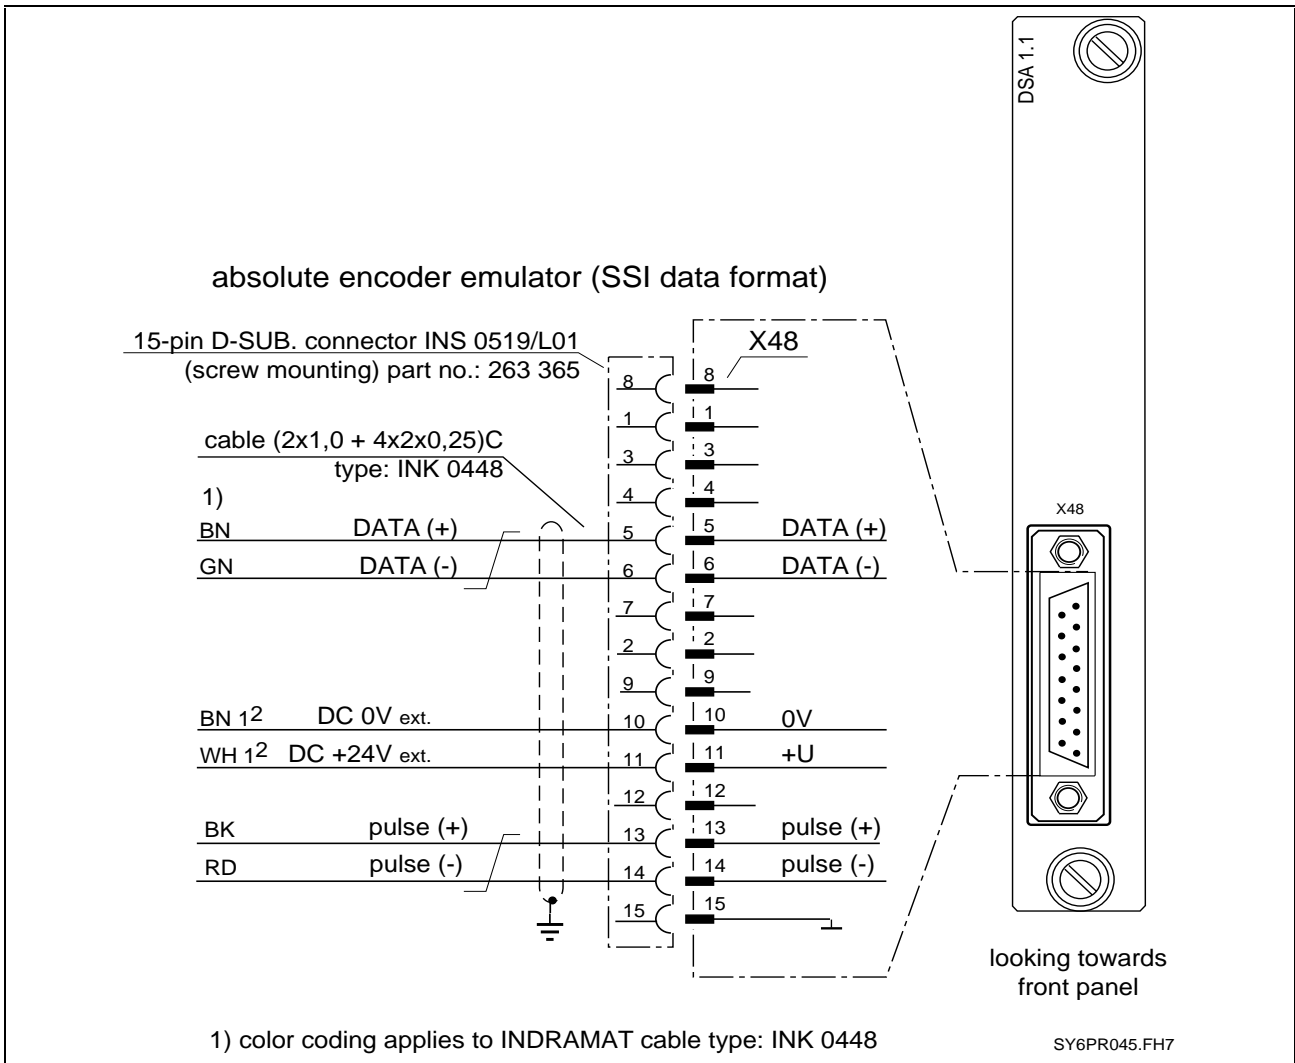 DSA 1.1
absolute encoder emulator (SSI data format)
15-pin D-SUB. connector INS 0519/L01
(screw mounting) part no.: 263 365
X48
8 8
1 1
cable (2x1,0 + 4x2x0,25)C
type: INK 0448
3 3
1)
4 4
X48
BN DATA (+) 5 5 DATA (+)
GN DATA (-) 6 6 DATA (-)
7 7
2 2
9 9
BN 1² DC 0V ext. 10 10 0V
WH 1² DC +24V ext. 11 11 +U
12 12
BK pulse (+) 13 13 pulse (+)
RD pulse (-) 14 14 pulse (-)
15 15
looking towards
front panel
1) color coding applies to INDRAMAT cable type: INK 0448
SY6PR045.FH7